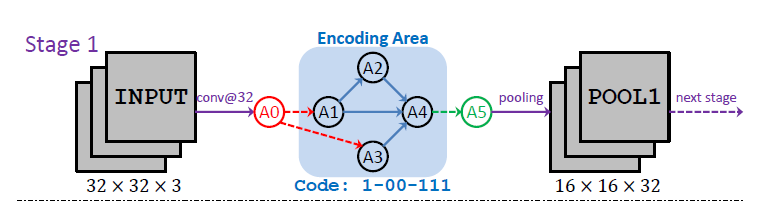 Stage 1
Encoding Area
INPUT
conv@32
A0
A1
A2
A3
A4
A5
pooling
POOL1
next stage
32 × 32 × 3
Code: 1-00-111
16 × 16 × 32